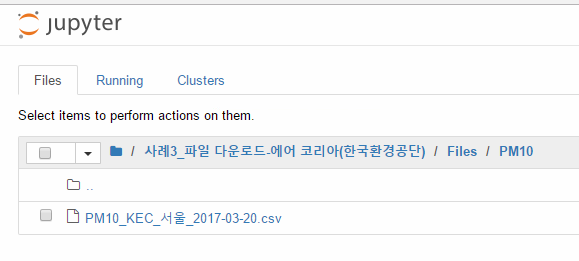 jupyter
Files Running Clusters
Select items to perform actions on them.
/ 사례3_파일 다운로드-에어 코리아(한국환경공단) / Files / PM10
..
PM10_KEC_서울_2017-03-20.csv